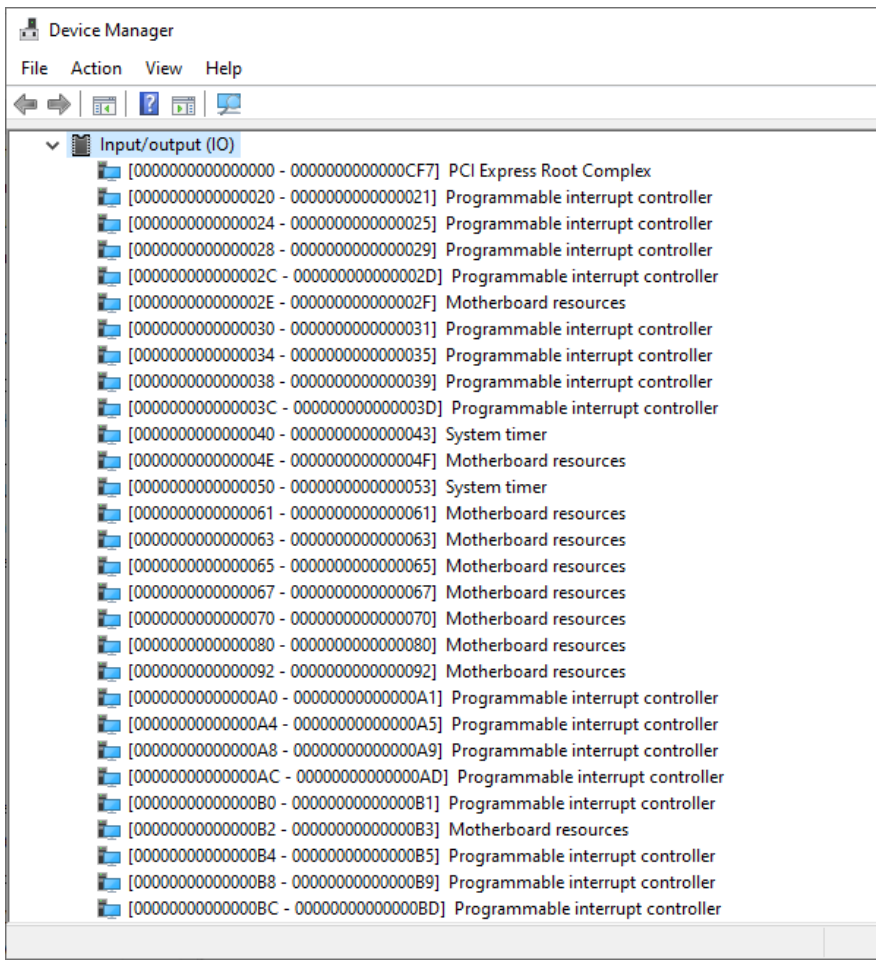 Device Manager
File Action View Help
Input/output (IO)
[0000000000000000 - 0000000000000CF7] PCI Express Root Complex
[0000000000000020 - 0000000000000021] Programmable interrupt controller
[0000000000000024 - 0000000000000025] Programmable interrupt controller
[0000000000000028 - 0000000000000029] Programmable interrupt controller
[000000000000002C - 000000000000002D] Programmable interrupt controller
[000000000000002E - 000000000000002F] Motherboard resources
[0000000000000030 - 0000000000000031] Programmable interrupt controller
[0000000000000034 - 0000000000000035] Programmable interrupt controller
[0000000000000038 - 0000000000000039] Programmable interrupt controller
[000000000000003C - 000000000000003D] Programmable interrupt controller
[0000000000000040 - 0000000000000043] System timer
[000000000000004E - 000000000000004F] Motherboard resources
[0000000000000050 - 0000000000000053] System timer
[0000000000000061 - 0000000000000061] Motherboard resources
[0000000000000063 - 0000000000000063] Motherboard resources
[0000000000000065 - 0000000000000065] Motherboard resources
[0000000000000067 - 0000000000000067] Motherboard resources
[0000000000000070 - 0000000000000070] Motherboard resources
[0000000000000080 - 0000000000000080] Motherboard resources
[0000000000000092 - 0000000000000092] Motherboard resources
[00000000000000A0 - 00000000000000A1] Programmable interrupt controller
[00000000000000A4 - 00000000000000A5] Programmable interrupt controller
[00000000000000A8 - 00000000000000A9] Programmable interrupt controller
[00000000000000AC - 00000000000000AD] Programmable interrupt controller
[00000000000000B0 - 00000000000000B1] Programmable interrupt controller
[00000000000000B2 - 00000000000000B3] Motherboard resources
[00000000000000B4 - 00000000000000B5] Programmable interrupt controller
[00000000000000B8 - 00000000000000B9] Programmable interrupt controller
[00000000000000BC - 00000000000000BD] Programmable interrupt controller